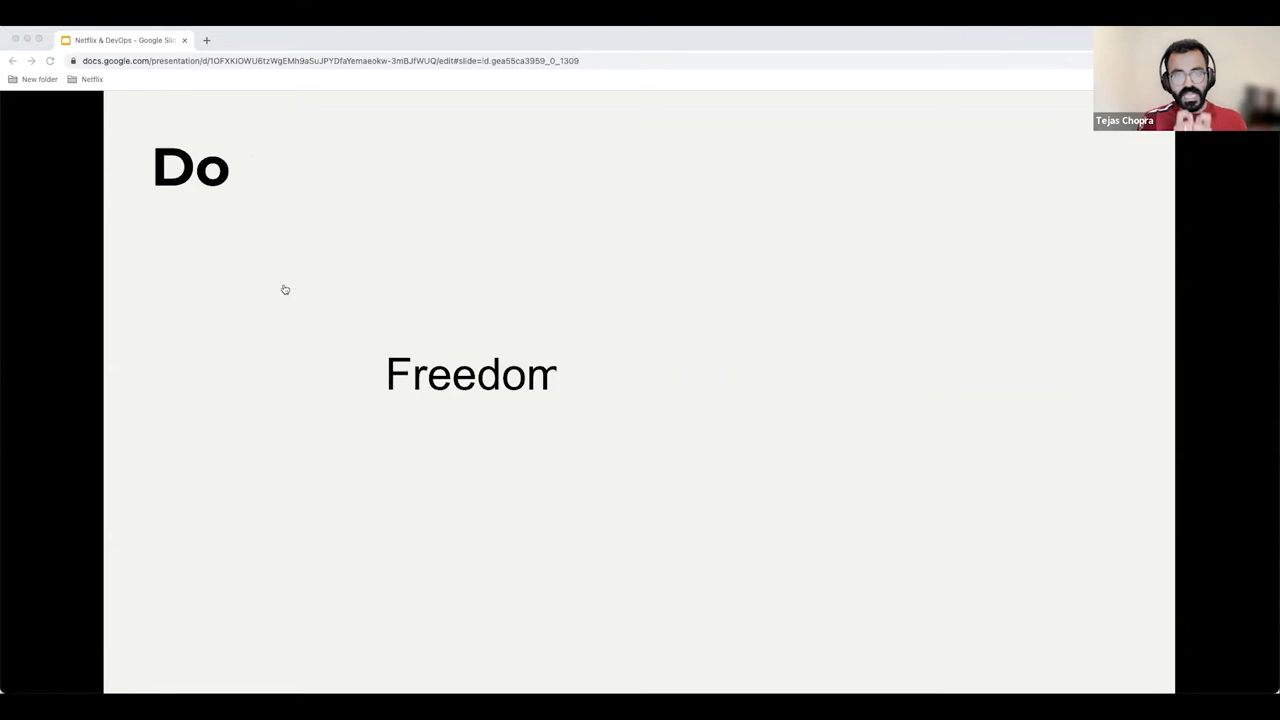 Netflix & DevOps - Google Slid
docs.google.com/presentation/d/1OFXKIOWU6tzWgEMh9aSuJPYDfaYemaeokw-3mBJfWUQ/edit#slide=id.gea55ca3959_0_1309
New folder
Netflix
Tejas Chopra
Do
Freedom